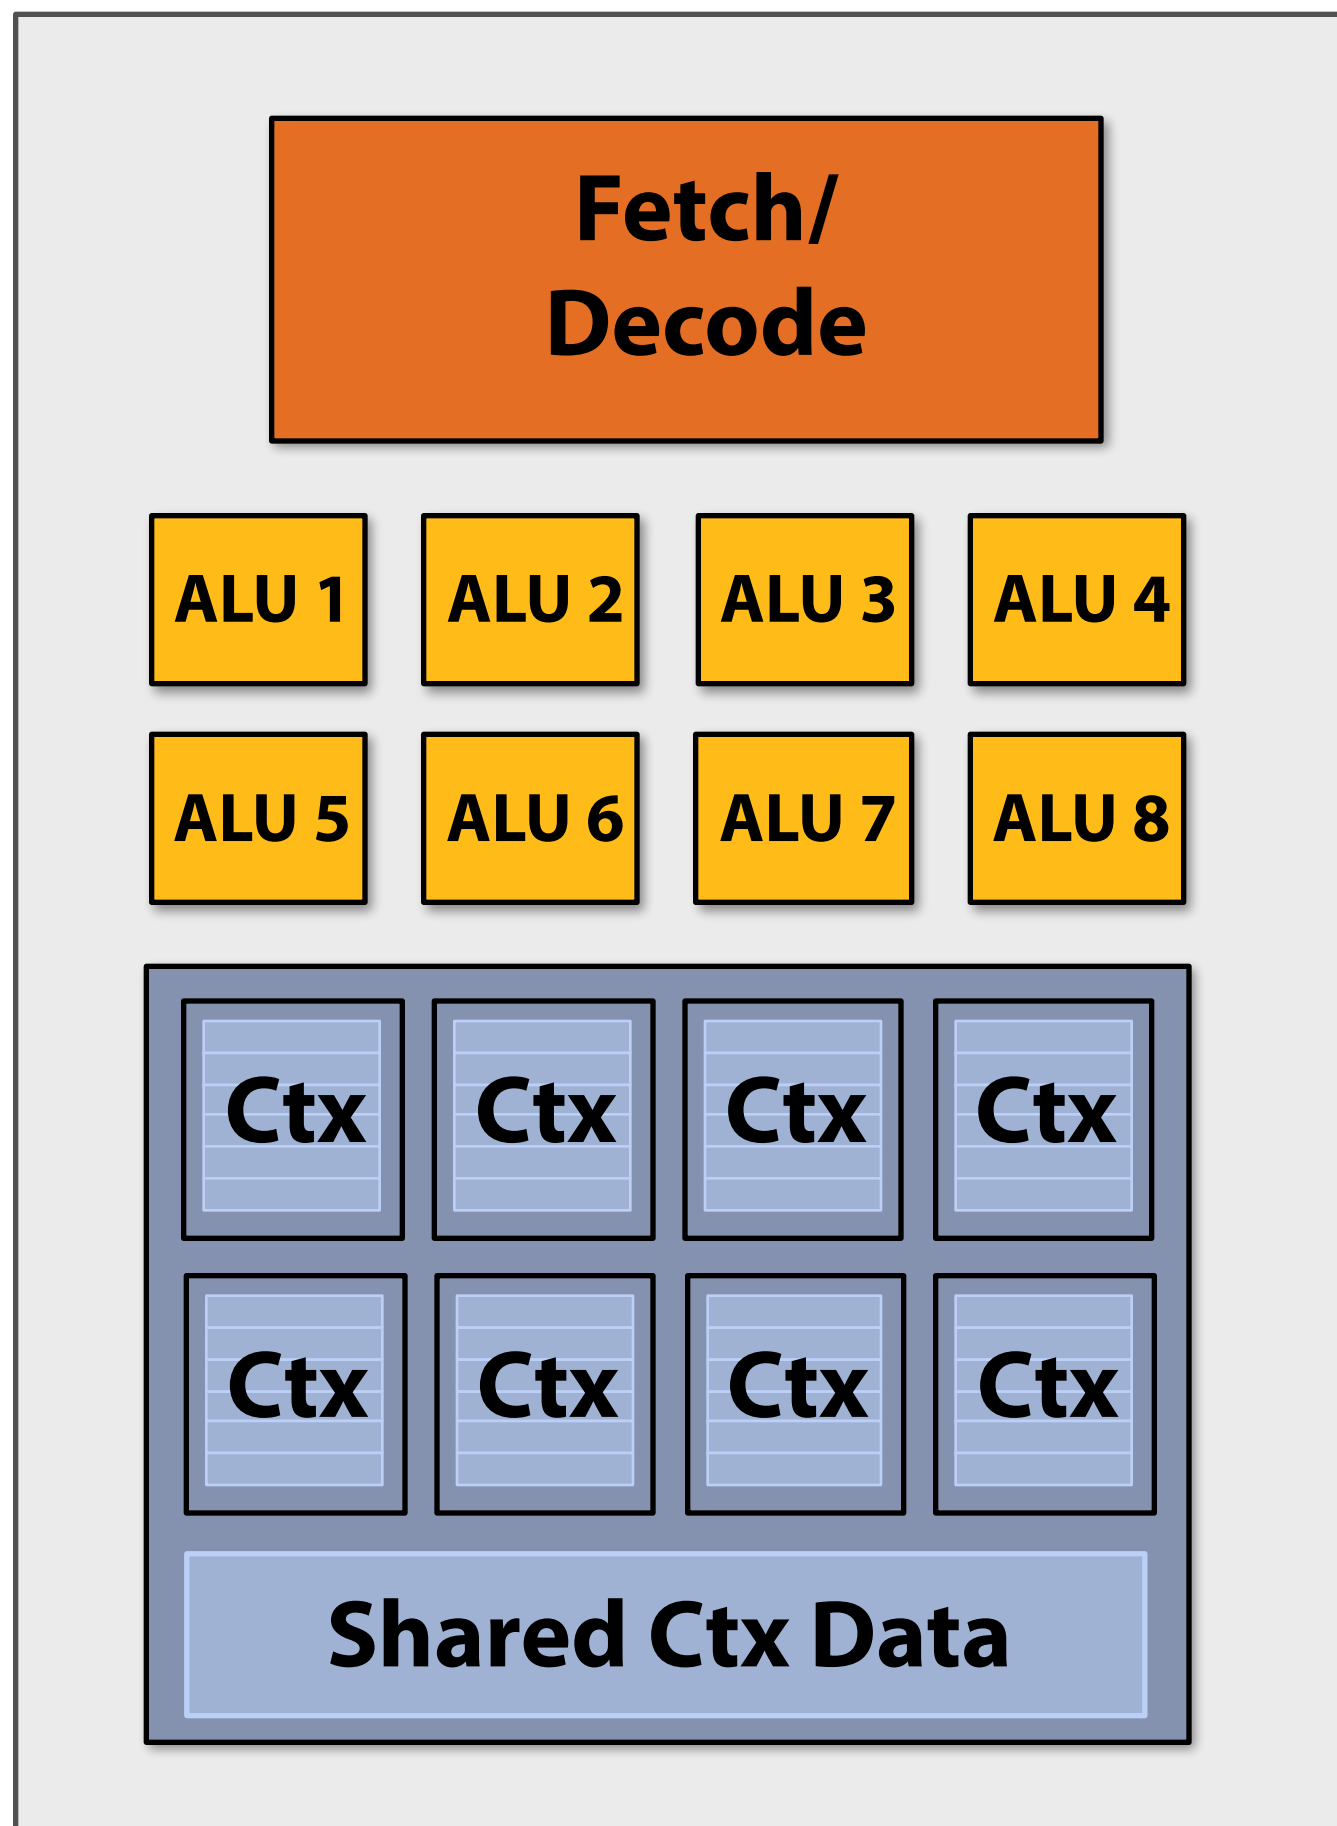 Fetch/
Decode
ALU 1 ALU 2 ALU 3 ALU 4
ALU 5 ALU 6 ALU 7 ALU 8
Ctx Ctx Ctx Ctx
Ctx Ctx Ctx Ctx
Shared Ctx Data